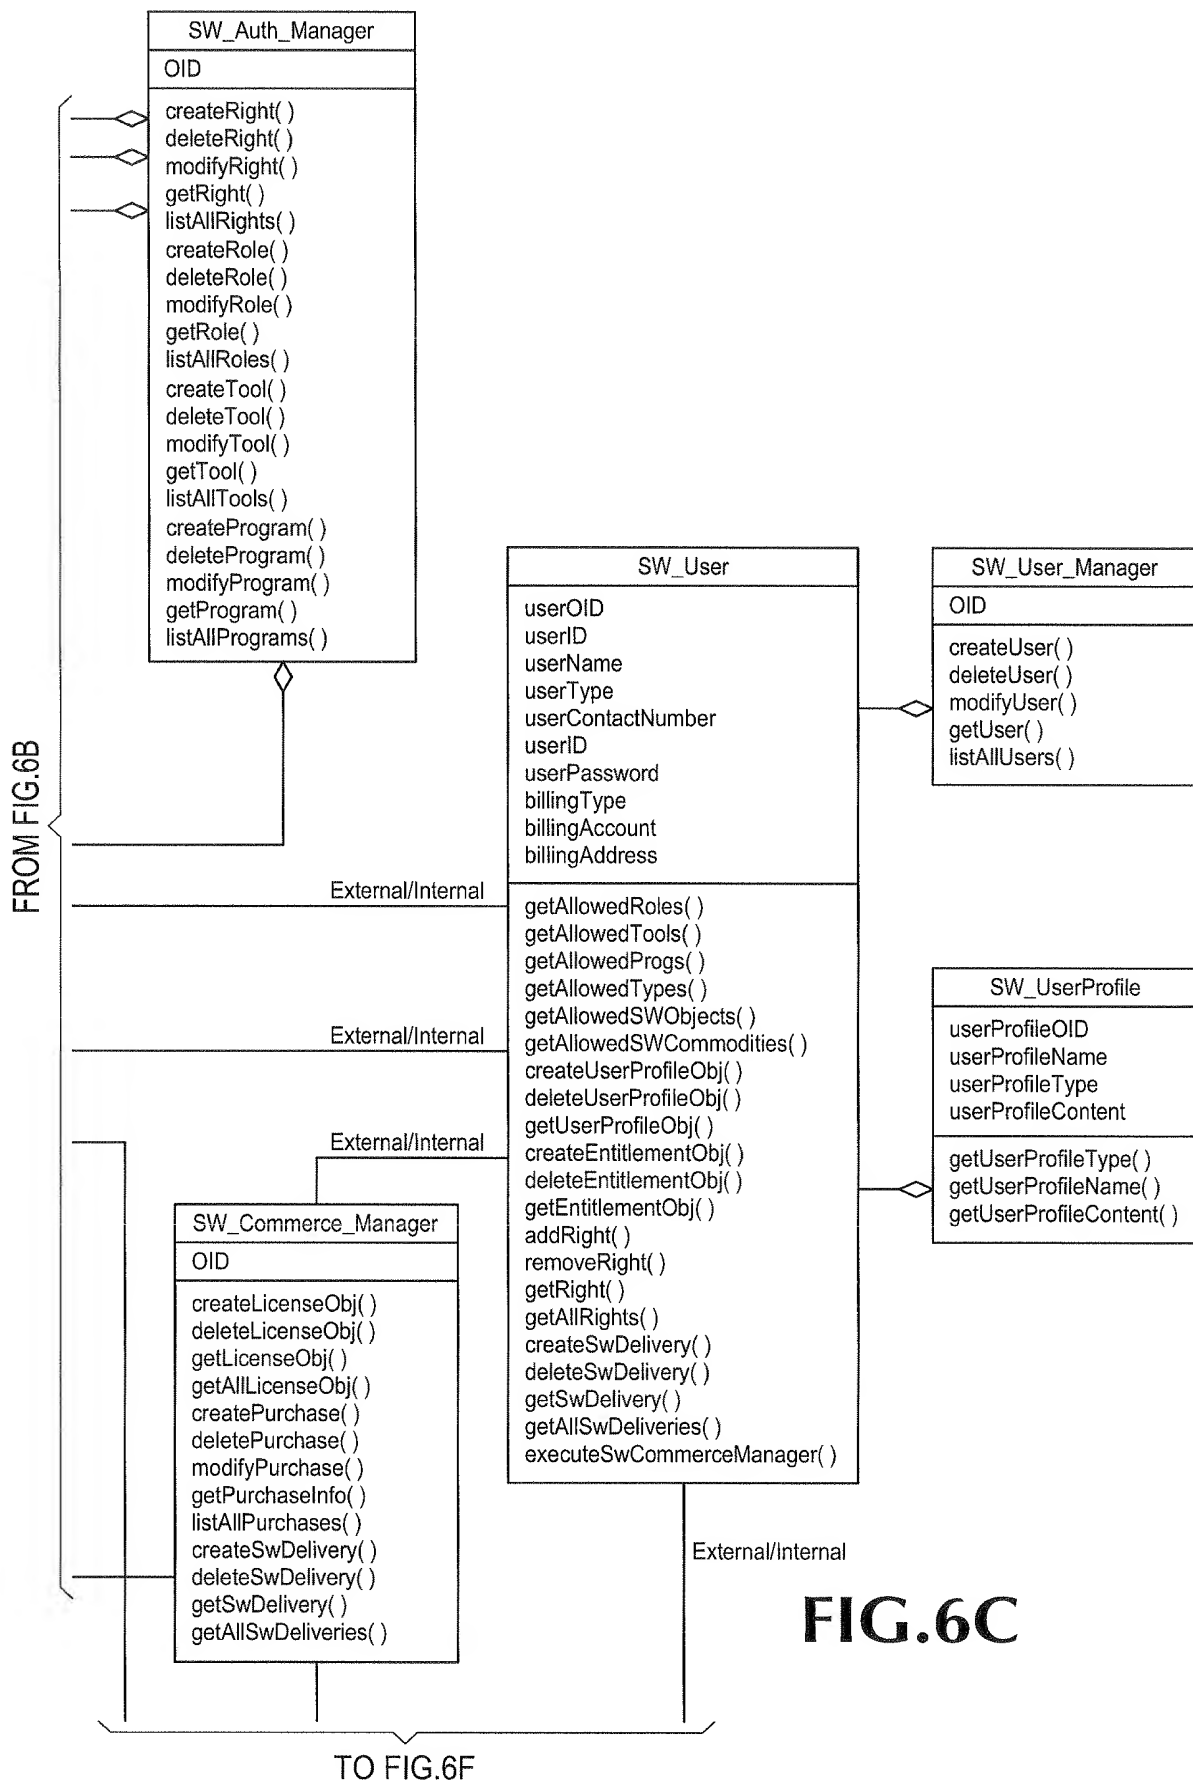 SW_Auth_Manager
OID
createRight( )
deleteRight( )
modifyRight( )
getRight( )
listAllRights( )
createRole( )
deleteRole( )
modifyRole( )
getRole( )
listAllRoles( )
createTool( )
deleteTool( )
modifyTool( )
getTool( )
listAllTools( )
createProgram( )
deleteProgram( )
modifyProgram( )
getProgram( )
listAllPrograms( )
FROM FIG.6B
SW_User
userOID
userID
userName
userType
userContactNumber
userID
userPassword
billingType
billingAccount
billingAddress
getAllowedRoles( )
getAllowedTools( )
getAllowedProgs( )
getAllowedTypes( )
getAllowedSWObjects( )
getAllowedSWCommodities( )
createUserProfileObj( )
deleteUserProfileObj( )
getUserProfileObj( )
createEntitlementObj( )
deleteEntitlementObj( )
getEntitlementObj( )
addRight( )
removeRight( )
getRight( )
getAllRights( )
createSwDelivery( )
deleteSwDelivery( )
getSwDelivery( )
getAllSwDeliveries( )
executeSwCommerceManager( )
SW_User_Manager
OID
createUser( )
deleteUser( )
modifyUser( )
getUser( )
listAllUsers( )
External/Internal
External/Internal
External/Internal
SW_UserProfile
userProfileOID
userProfileName
userProfileType
userProfileContent
getUserProfileType( )
getUserProfileName( )
getUserProfileContent( )
SW_Commerce_Manager
OID
createLicenseObj( )
deleteLicenseObj( )
getLicenseObj( )
getAllLicenseObj( )
createPurchase( )
deletePurchase( )
modifyPurchase( )
getPurchaseInfo( )
listAllPurchases( )
createSwDelivery( )
deleteSwDelivery( )
getSwDelivery( )
getAllSwDeliveries( )
External/Internal
FIG.6C
TO FIG.6F